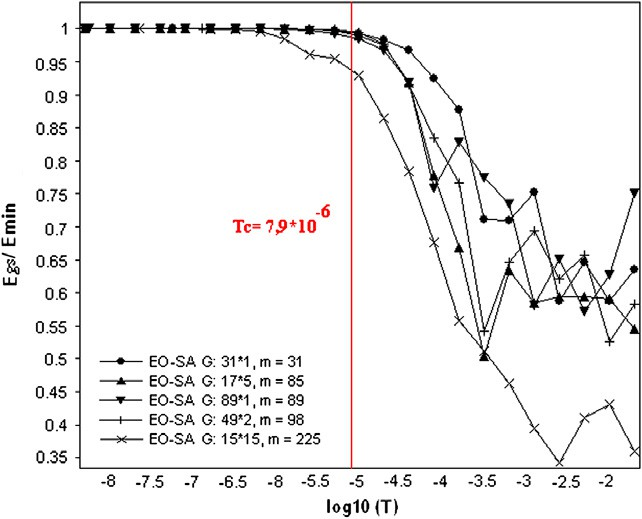 1
0.95
0.9
0.85
0.8
0.75
0.7
0.65
0.6
0.55
0.5
0.45
0.4
0.35
Egs/ Emin
Tc= 7,9*10^-6
EO-SA G: 31*1, m = 31
EO-SA G: 17*5, m = 85
EO-SA G: 89*1, m = 89
EO-SA G: 49*2, m = 98
EO-SA G: 15*15, m = 225
-8 -7.5 -7 -6.5 -6 -5.5 -5 -4.5 -4 -3.5 -3 -2.5 -2
log10 (T)